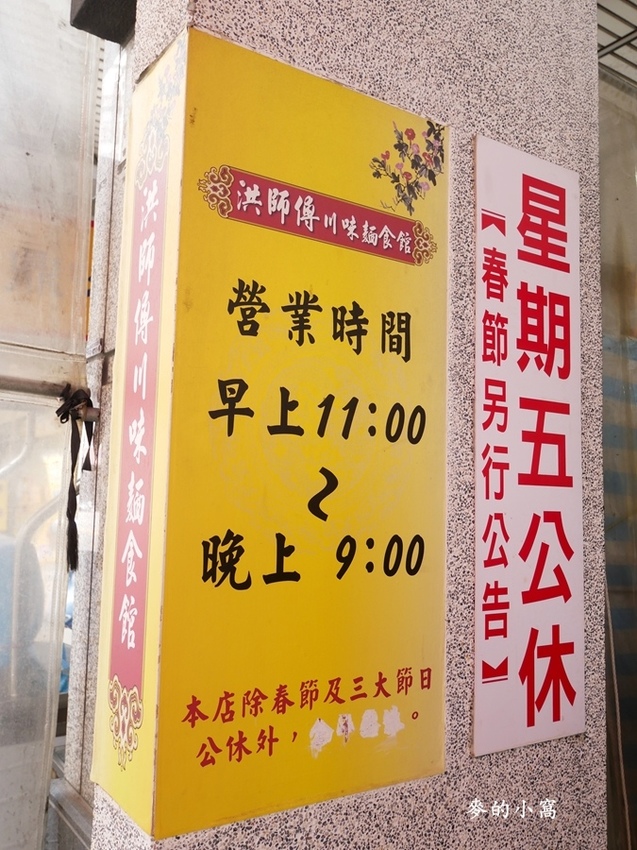 洪師傅川味麵食館
洪師傅川味麵食館
營業時間
早上11:00
~
晚上 9:00
本店除春節及三大節日
公休外，
。
星期五公休
【春節另行公告】
麥的小窩